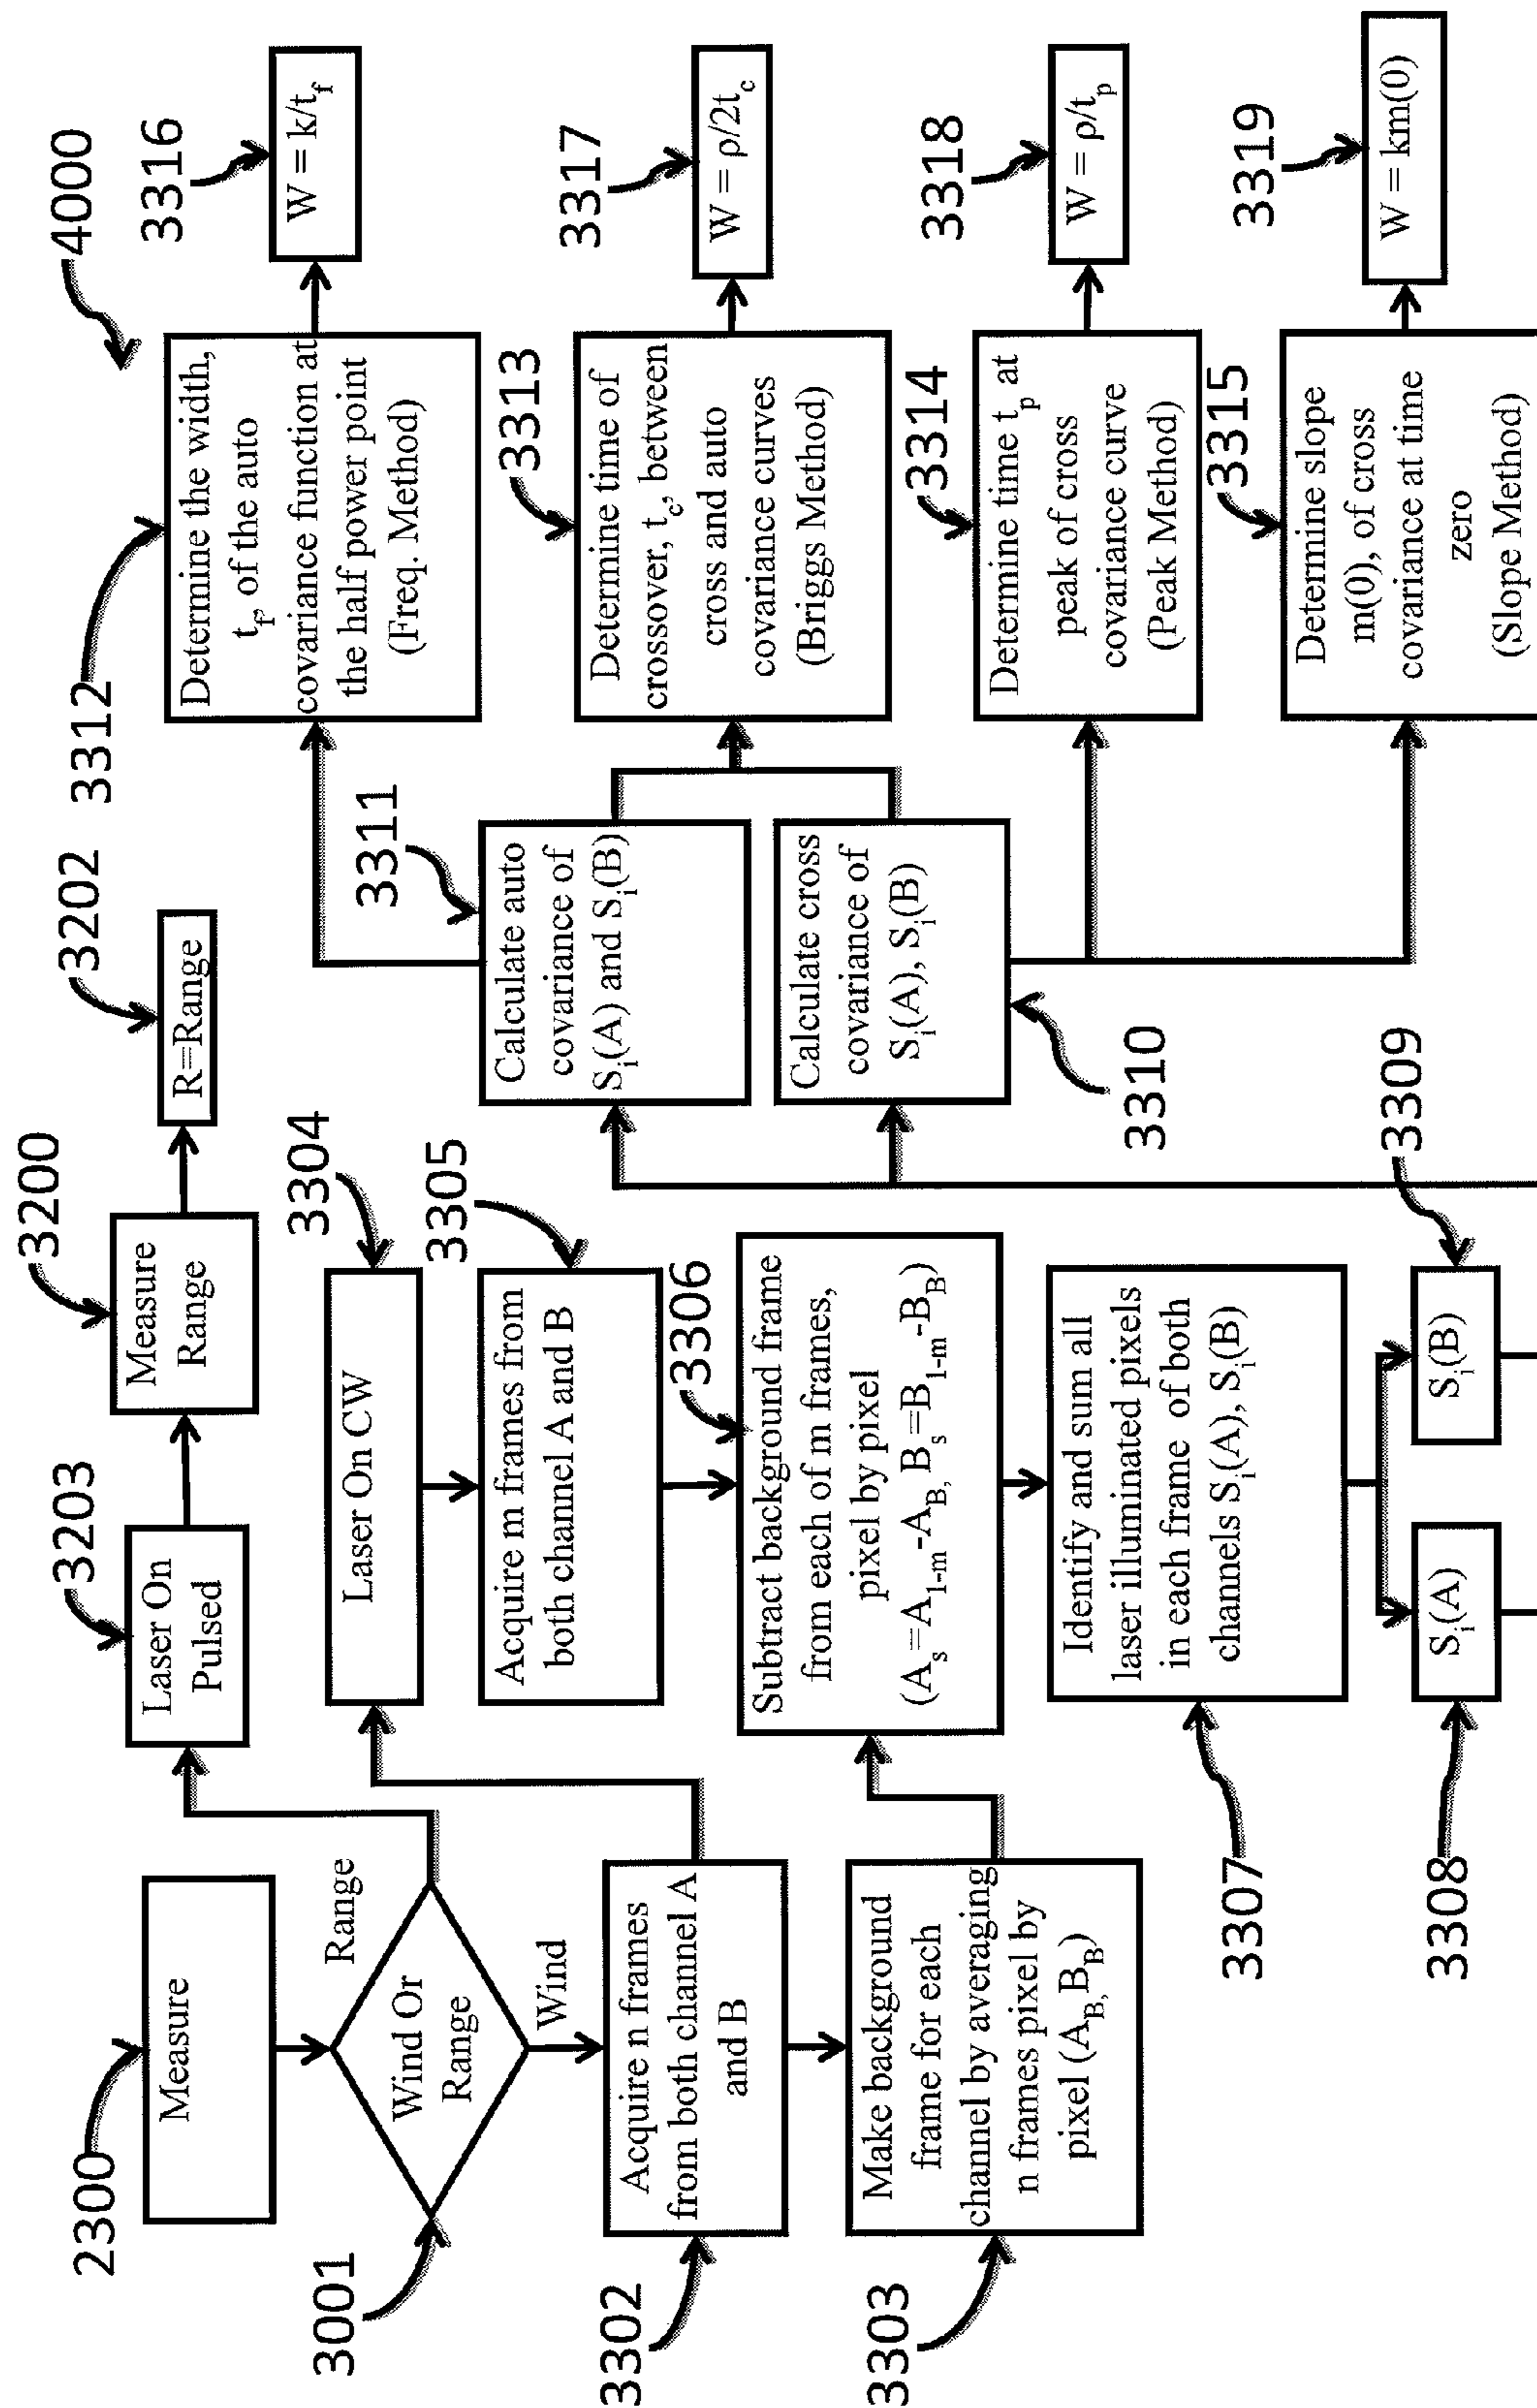 2300
Measure
3001
Wind Or
Range
Range
Wind
3302
Acquire n frames
from both channel A
and B
3303
Make background
frame for each
channel by averaging
n frames pixel by
pixel (A_B, B_B)
3203
Laser On
Pulsed
3200
Measure
Range
3202
R=Range
3304
Laser On CW
3305
Acquire m frames from
both channel A and B
3306
Subtract background frame
from each of m frames,
pixel by pixel
(A_s=A_1-m-A_B, B_s=B_1-m-B_B)
3307
Identify and sum all
laser illuminated pixels
in each frame of both
channels S_i(A), S_i(B)
3308
S_i(A)
3309
S_i(B)
3311
Calculate auto
covariance of
S_i(A) and S_i(B)
3310
Calculate cross
covariance of
S_i(A), S_i(B)
4000
3312
Determine the width,
t_f, of the auto
covariance function at
the half power point
(Freq. Method)
3316
W = k/t_f
3313
Determine time of
crossover, t_c, between
cross and auto
covariance curves
(Briggs Method)
3317
W = ρ/2t_c
3314
Determine time t_p at
peak of cross
covariance curve
(Peak Method)
3318
W = ρ/t_p
3315
Determine slope
m(0), of cross
covariance at time
zero
(Slope Method)
3319
W = km(0)